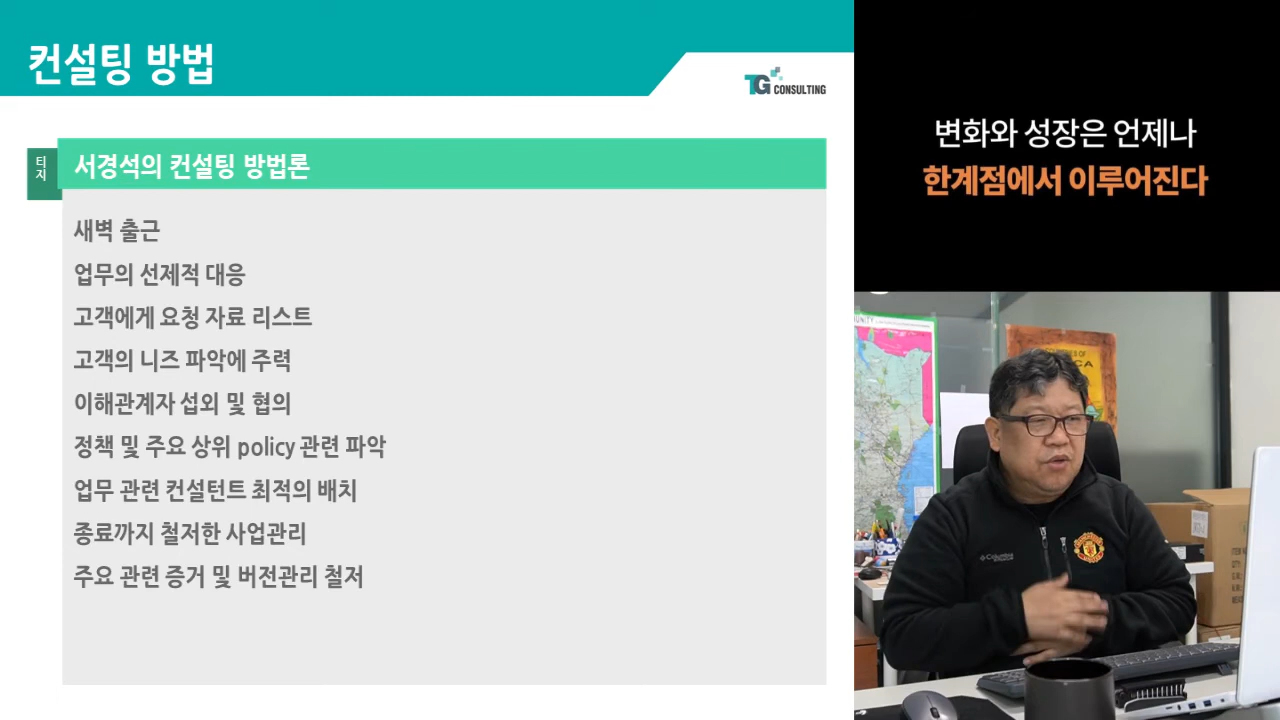 컨설팅 방법
TG CONSULTING
티지
서경석의 컨설팅 방법론
새벽 출근
업무의 선제적 대응
고객에게 요청 자료 리스트
고객의 니즈 파악에 주력
이해관계자 섭외 및 협의
정책 및 주요 상위 policy 관련 파악
업무 관련 컨설턴트 최적의 배치
종료까지 철저한 사업관리
주요 관련 증거 및 버전관리 철저
변화와 성장은 언제나
한계점에서 이루어진다